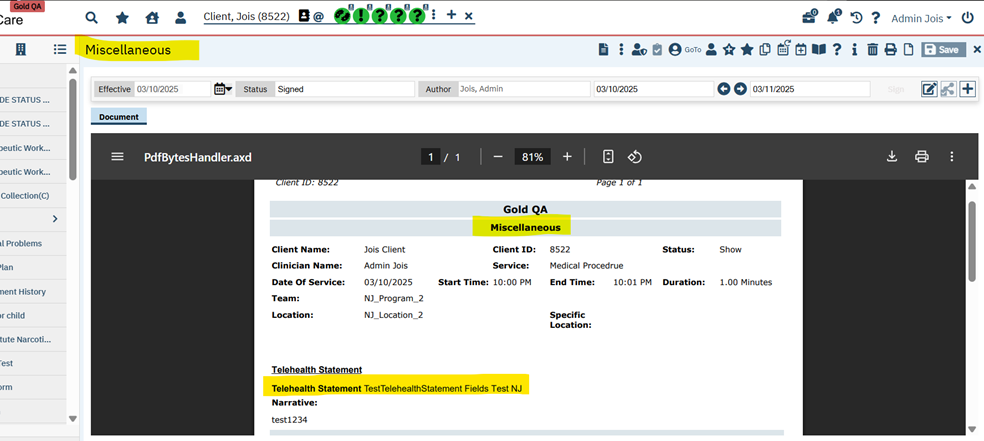 Gold QA
Care
Client, Jois (8522)
@
0
1
Admin Jois
Miscellaneous
GoTo
Save
Effective 03/10/2025 Status Signed Author Jois, Admin 03/10/2025 03/11/2025 Sign
Document
DE STATUS ...
DE STATUS ...
peutic Work...
peutic Work...
Collection(C)
al Problems
Plan
ment History
or child
tute Narcoti...
Test
orm
PdfBytesHandler.axd 1 / 1 81%
Client ID: 8522 Page 1 of 1
Gold QA
Miscellaneous
Client Name: Jois Client Client ID: 8522 Status: Show
Clinician Name: Admin Jois Service: Medical Procedrue
Date Of Service: 03/10/2025 Start Time: 10:00 PM End Time: 10:01 PM Duration: 1.00 Minutes
Team: NJ_Program_2
Location: NJ_Location_2 Specific
Location:
Telehealth Statement
Telehealth Statement TestTelehealthStatement Fields Test NJ
Narrative:
test1234